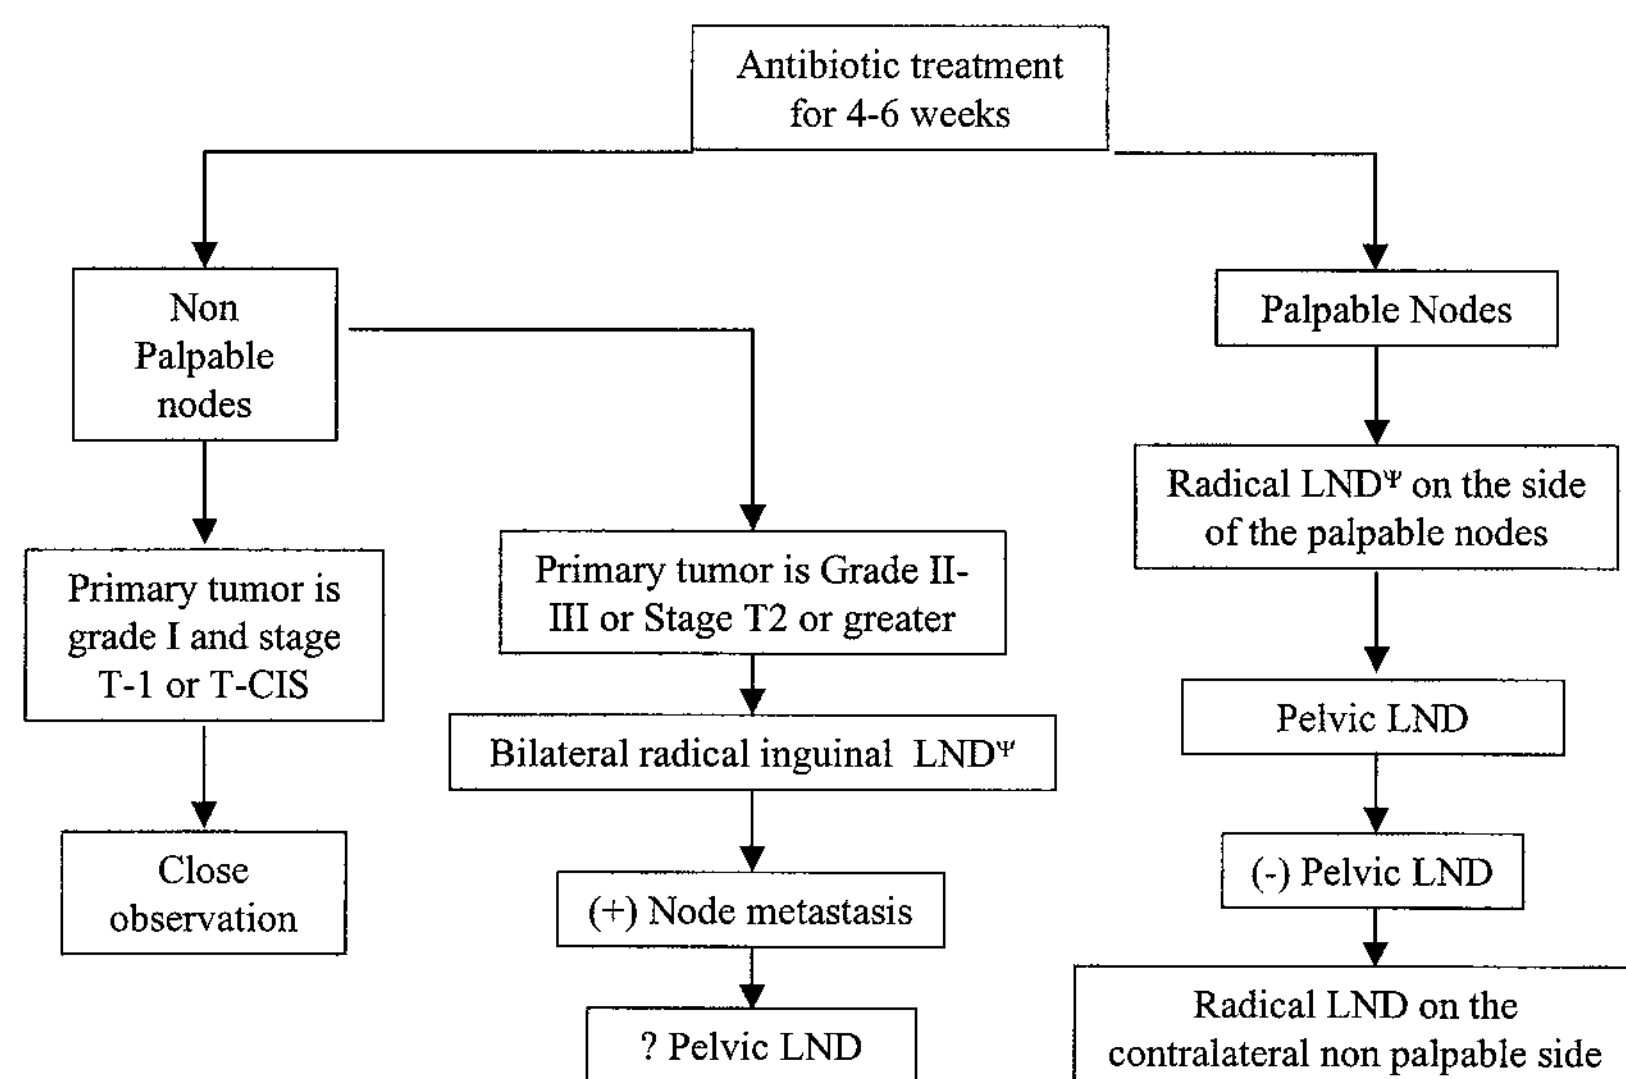 Antibiotic treatment
for 4-6 weeks
Non
Palpable
nodes
Primary tumor is
grade I and stage
T-1 or T-CIS
Close
observation
Primary tumor is Grade II-
III or Stage T2 or greater
Bilateral radical inguinal LNDᴪ
(+) Node metastasis
? Pelvic LND
Palpable Nodes
Radical LNDᴪ on the side
of the palpable nodes
Pelvic LND
(-) Pelvic LND
Radical LND on the
contralateral non palpable side